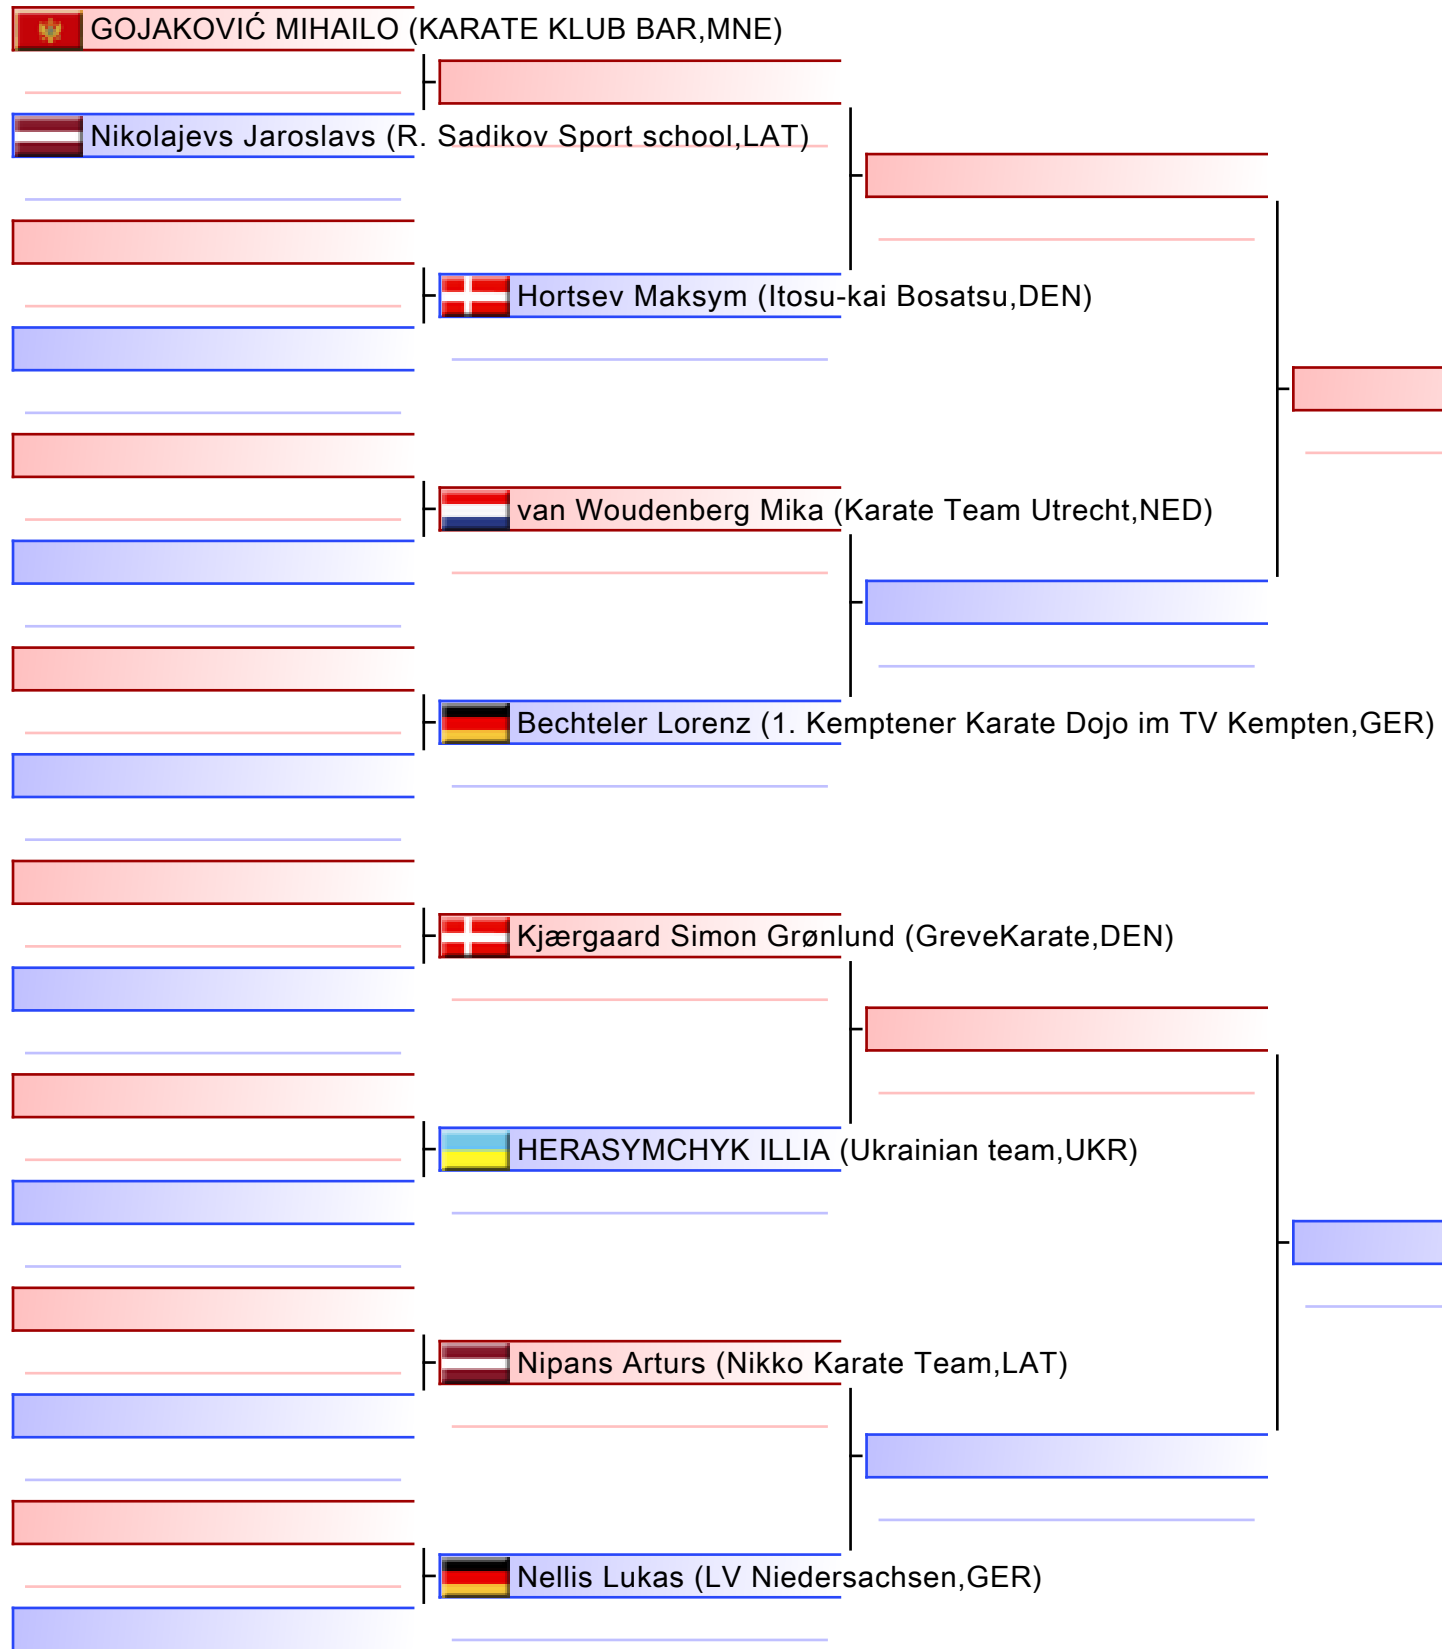 GOJAKOVIĆ MIHAILO (KARATE KLUB BAR,MNE)
Nikolajevs Jaroslavs (R. Sadikov Sport school,LAT)
Hortsev Maksym (Itosu-kai Bosatsu,DEN)
van Woudenberg Mika (Karate Team Utrecht,NED)
Bechteler Lorenz (1. Kemptener Karate Dojo im TV Kempten,GER)
Kjærgaard Simon Grønlund (GreveKarate,DEN)
HERASYMCHYK ILLIA (Ukrainian team,UKR)
Nipans Arturs (Nikko Karate Team,LAT)
Nellis Lukas (LV Niedersachsen,GER)